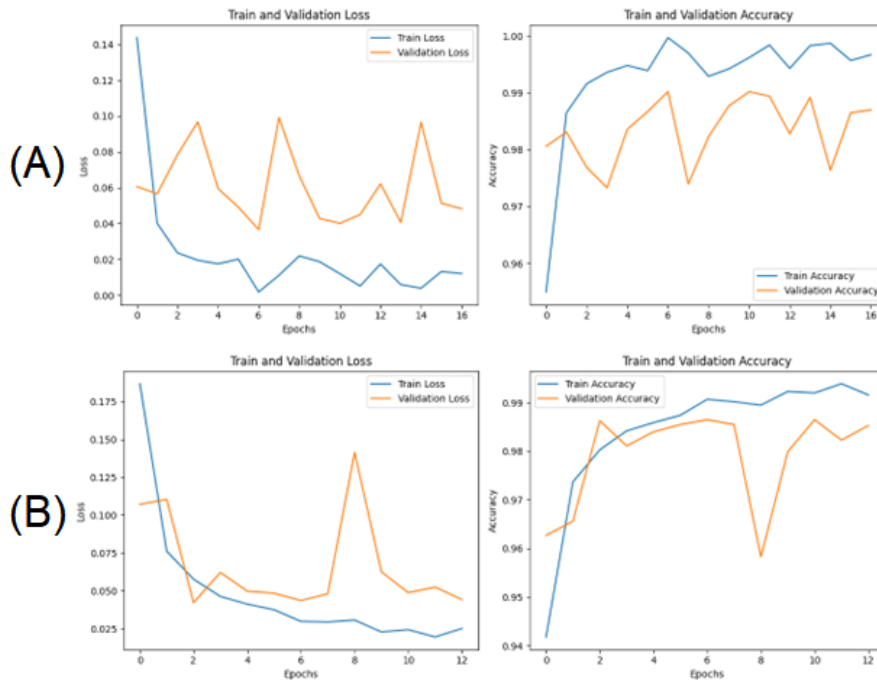 (A)
Train and Validation Loss
Train Loss
Validation Loss
0.14
0.12
0.10
0.08
0.06
0.04
0.02
0.00
Loss
0 2 4 6 8 10 12 14 16
Epochs
Train and Validation Accuracy
1.00
0.99
0.98
0.97
0.96
Accuracy
Train Accuracy
Validation Accuracy
0 2 4 6 8 10 12 14 16
Epochs
(B)
Train and Validation Loss
Train Loss
Validation Loss
0.175
0.150
0.125
0.100
0.075
0.050
0.025
Loss
0 2 4 6 8 10 12
Epochs
Train and Validation Accuracy
Train Accuracy
Validation Accuracy
0.99
0.98
0.97
0.96
0.95
0.94
Accuracy
0 2 4 6 8 10 12
Epochs